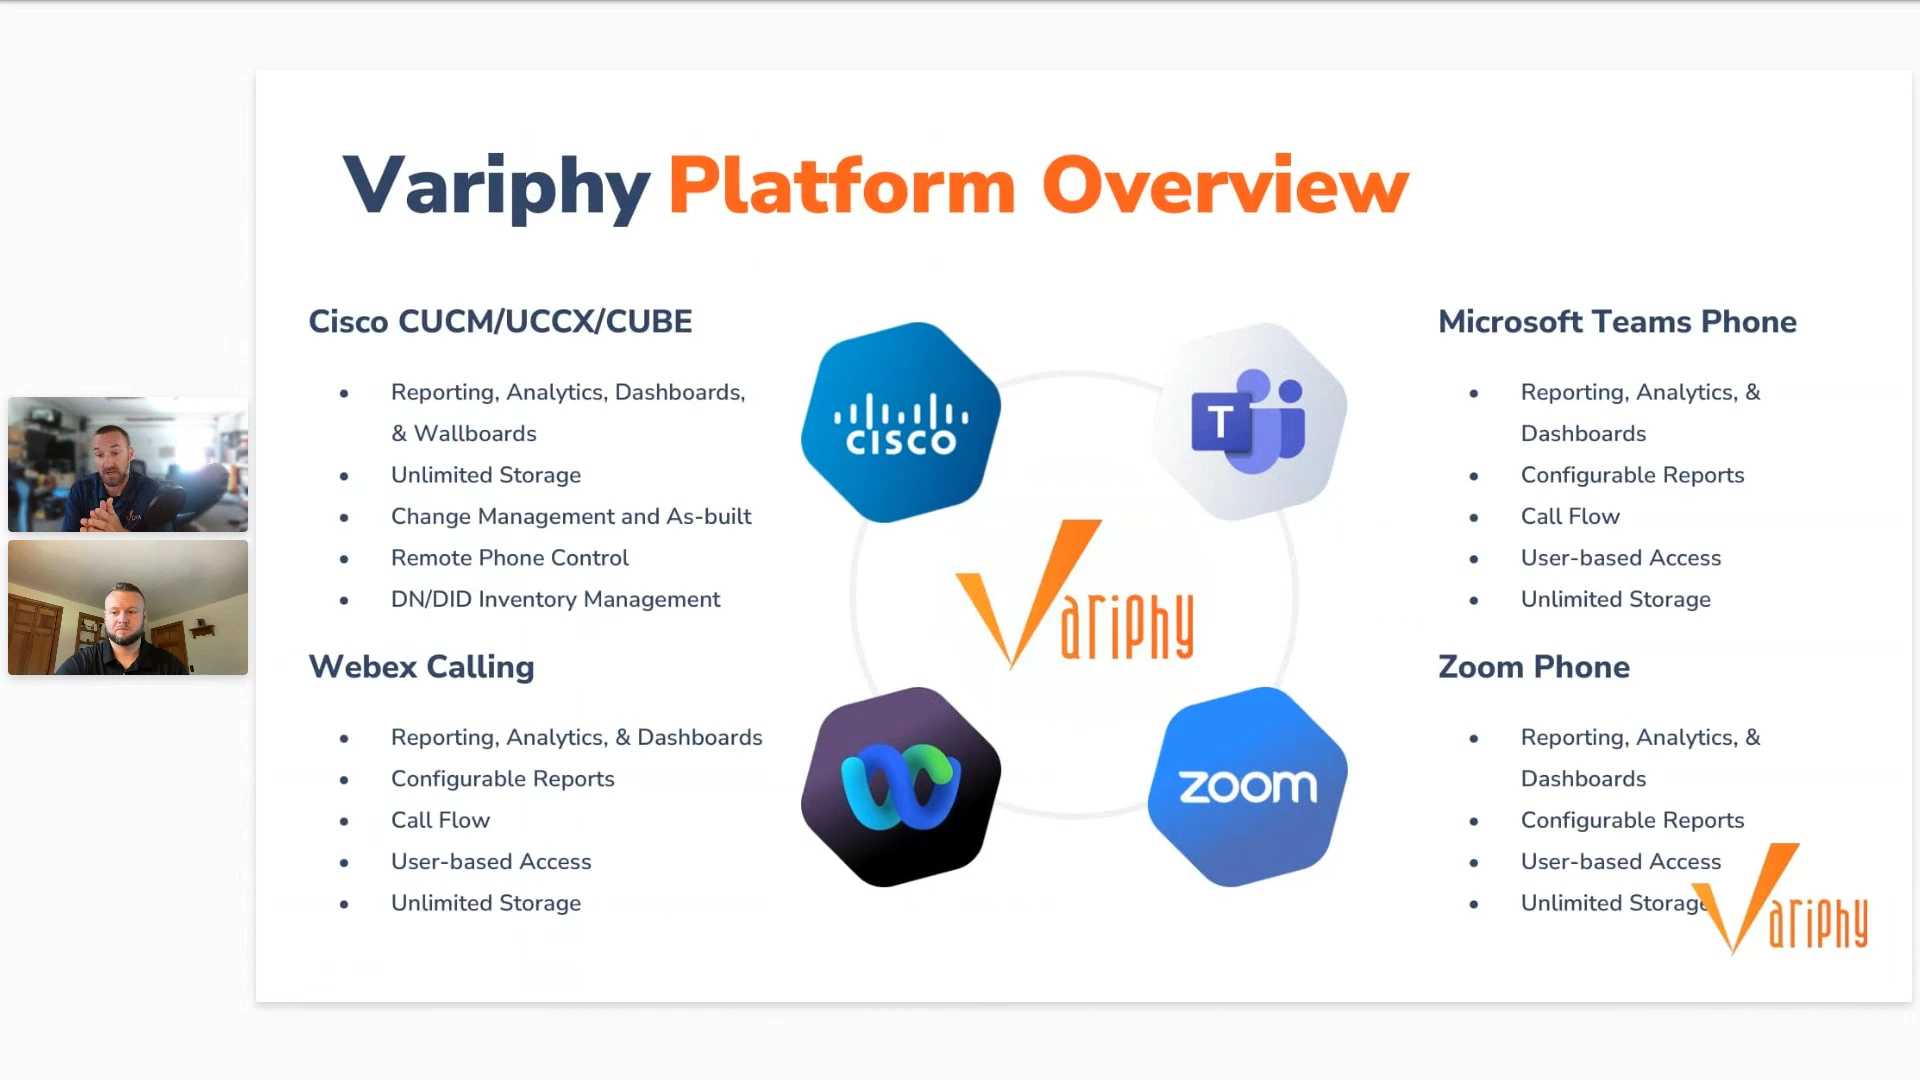 Variphy Platform Overview
Cisco CUCM/UCCX/CUBE
Reporting, Analytics, Dashboards,
& Wallboards
Unlimited Storage
Change Management and As-built
Remote Phone Control
DN/DID Inventory Management
Webex Calling
Reporting, Analytics, & Dashboards
Configurable Reports
Call Flow
User-based Access
Unlimited Storage
CISCO
T
Variphy
zoom
Microsoft Teams Phone
Reporting, Analytics, &
Dashboards
Configurable Reports
Call Flow
User-based Access
Unlimited Storage
Zoom Phone
Reporting, Analytics, &
Dashboards
Configurable Reports
User-based Access
Unlimited Storage
Variphy